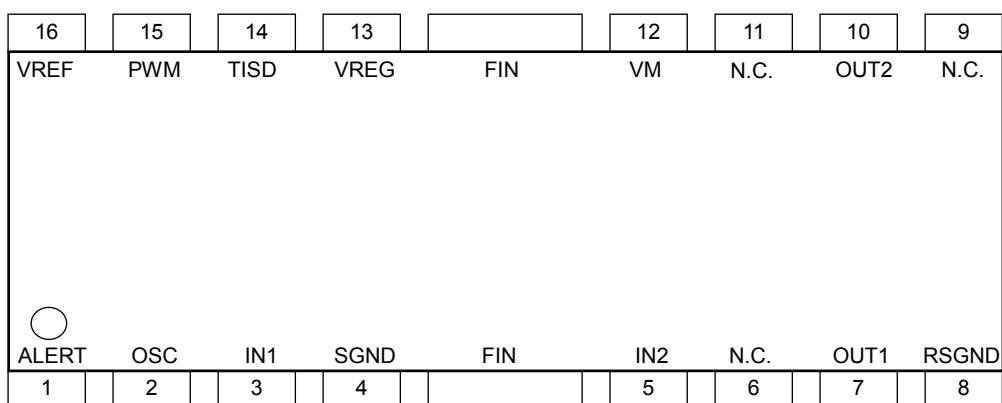 16 15 14 13 12 11 10 9
VREF PWM TISD VREG FIN VM N.C. OUT2 N.C.
ALERT OSC IN1 SGND FIN IN2 N.C. OUT1 RSGND
1 2 3 4 5 6 7 8